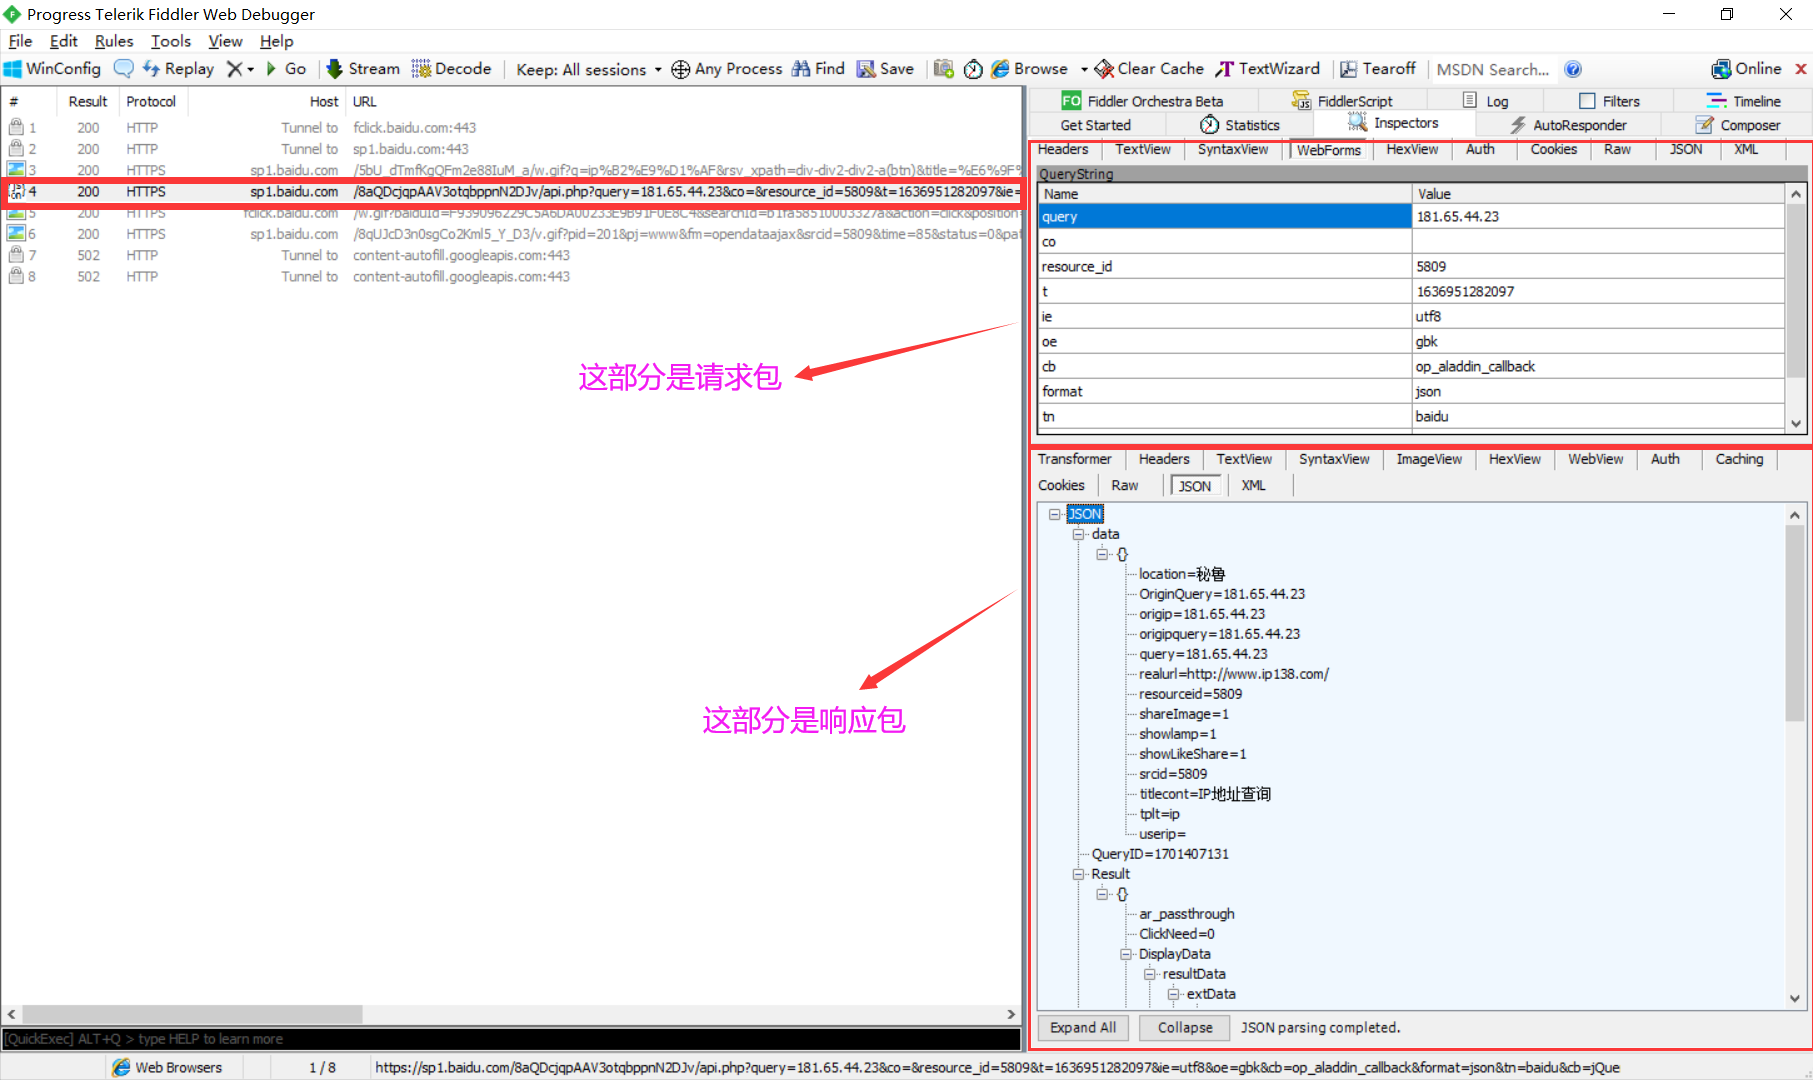 Progress Telerik Fiddler Web Debugger
File Edit Rules Tools View Help
WinConfig Replay Go Stream Decode Keep: All sessions Any Process Find Save Browse Clear Cache TextWizard Tearoff MSDN Search... Online
# Result Protocol Host URL
1 200 HTTP Tunnel to fclick.baidu.com:443
2 200 HTTP Tunnel to sp1.baidu.com:443
3 200 HTTPS sp1.baidu.com /5bU_dTmfKgQFm2e88IuM_a/w.gif?q=ip%B2%E9%D1%AF&rsv_xpath=div-div2-div2-a(btn)&title=%E6%9F%
4 200 HTTPS sp1.baidu.com /8aQDcjqpAAV3otqbppnN2DJv/api.php?query=181.65.44.23&co=&resource_id=5809&t=1636951282097&ie=
5 200 HTTPS fclick.baidu.com /w.gif?baiduId=F939096229C5A6DA00233E9B91F0E8C4&searchId=b1fa58510003327a&action=click&position
6 200 HTTPS sp1.baidu.com /8qUJcD3n0sgCo2Kml5_Y_D3/v.gif?pid=201&pj=www&fm=opendataajax&srcid=5809&time=85&status=0&pat
7 502 HTTP Tunnel to content-autofill.googleapis.com:443
8 502 HTTP Tunnel to content-autofill.googleapis.com:443
这部分是请求包
这部分是响应包
FO Fiddler Orchestra Beta FiddlerScript Log Filters Timeline
Get Started Statistics Inspectors AutoResponder Composer
Headers TextView SyntaxView WebForms HexView Auth Cookies Raw JSON XML
QueryString
Name Value
query 181.65.44.23
co
resource_id 5809
t 1636951282097
ie utf8
oe gbk
cb op_aladdin_callback
format json
tn baidu
Transformer Headers TextView SyntaxView ImageView HexView WebView Auth Caching
Cookies Raw JSON XML
JSON
data
{}
location=秘鲁
OriginQuery=181.65.44.23
origip=181.65.44.23
origipquery=181.65.44.23
query=181.65.44.23
realurl=http://www.ip138.com/
resourceid=5809
shareImage=1
showlamp=1
showLikeShare=1
srcid=5809
titlecont=IP地址查询
tplt=ip
userip=
QueryID=1701407131
Result
{}
ar_passthrough
ClickNeed=0
DisplayData
resultData
extData
Expand All Collapse JSON parsing completed.
[QuickExec] ALT+Q > type HELP to learn more
Web Browsers 1 / 8 https://sp1.baidu.com/8aQDcjqpAAV3otqbppnN2DJv/api.php?query=181.65.44.23&co=&resource_id=5809&t=1636951282097&ie=utf8&oe=gbk&cb=op_aladdin_callback&format=json&tn=baidu&cb=jQue